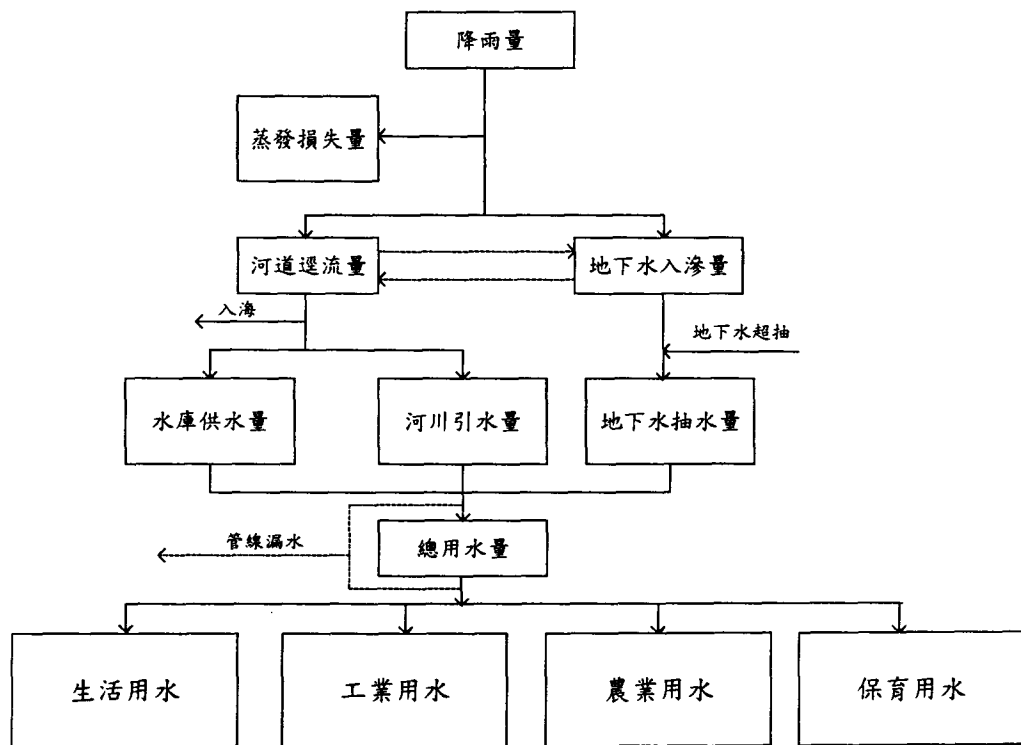 降雨量
蒸發損失量
河道逕流量
地下水入滲量
入海
地下水超抽
水庫供水量
河川引水量
地下水抽水量
管線漏水
總用水量
生活用水
工業用水
農業用水
保育用水